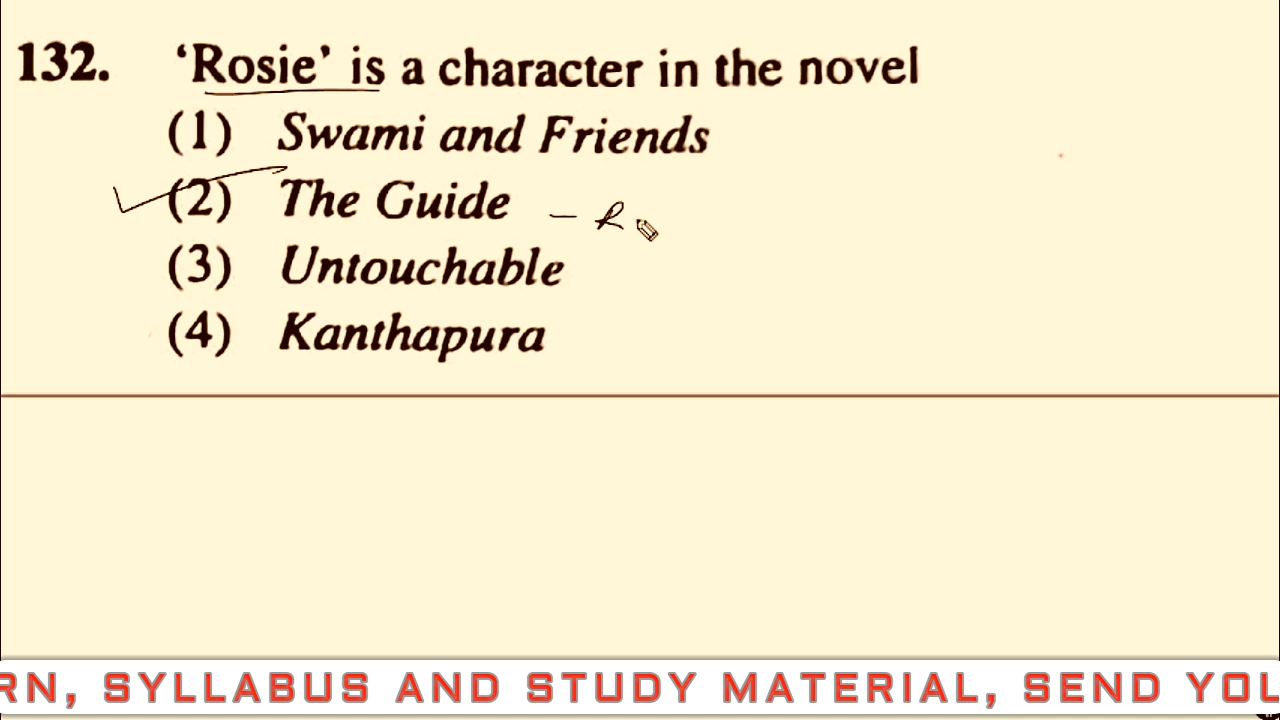 132. ‘Rosie’ is a character in the novel
(1) Swami and Friends
(2) The Guide – R
(3) Untouchable
(4) Kanthapura
RN, SYLLABUS AND STUDY MATERIAL, SEND YOU